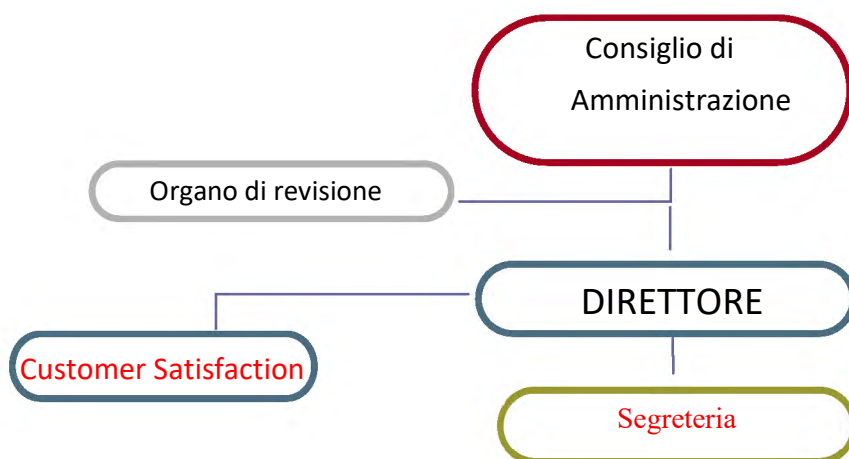 Consiglio di
Amministrazione
Organo di revisione
DIRETTORE
Customer Satisfaction
Segreteria